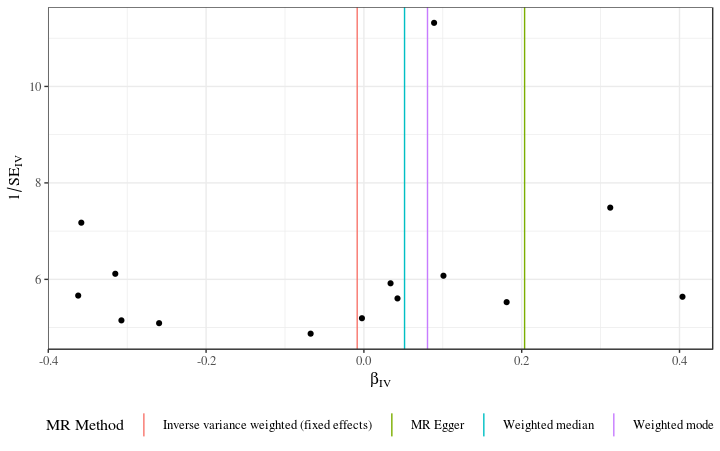 10
8
6
1/SE_IV
-0.4
-0.2
0.0
0.2
0.4
β_IV
MR Method Inverse variance weighted (fixed effects) MR Egger Weighted median Weighted mode